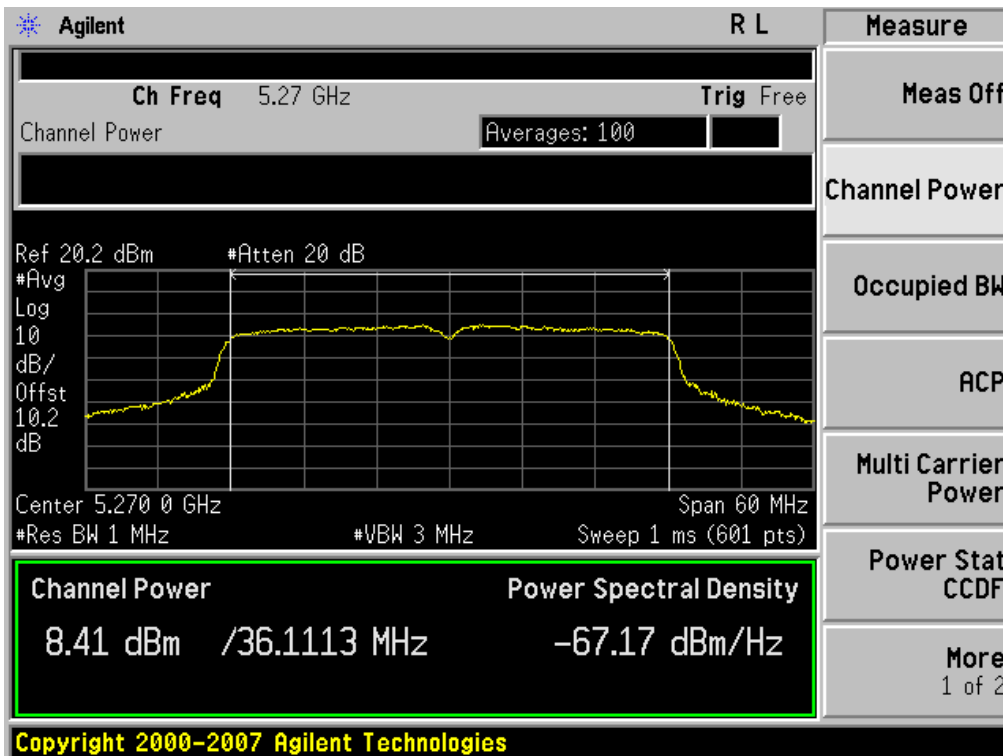 Agilent R L Measure
Ch Freq 5.27 GHz Trig Free
Meas Off
Channel Power Averages: 100
Channel Power
Ref 20.2 dBm #Atten 20 dB
#Avg
Log
10
dB/
Offst
10.2
dB
Occupied BW
ACP
Multi Carrier
Power
Center 5.270 0 GHz Span 60 MHz
#Res BW 1 MHz #VBW 3 MHz Sweep 1 ms (601 pts)
Power Stat
CCDF
Channel Power Power Spectral Density
8.41 dBm /36.1113 MHz -67.17 dBm/Hz
More
1 of 2
Copyright 2000-2007 Agilent Technologies